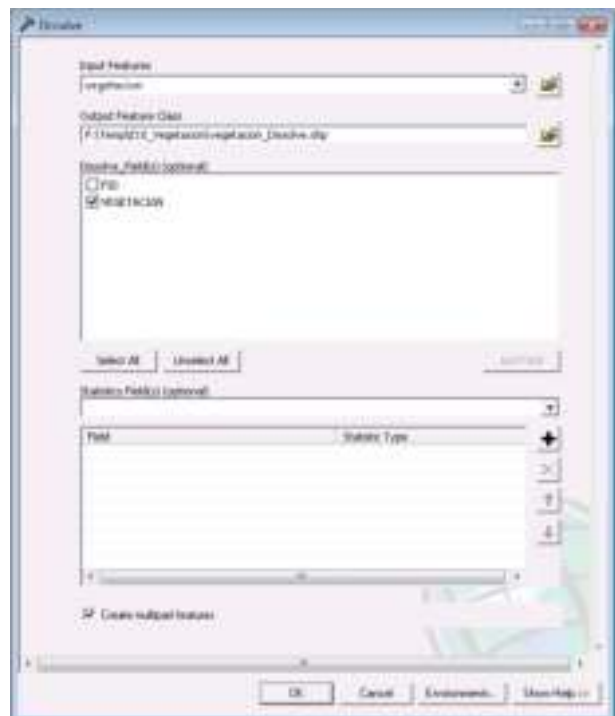 Dissolve
Input Features
vegetacion
Output Feature Class
Dissolve_Field(s) (optional)
FID
VEGETACION
Select All
Unselect All
Add Field
Statistics Field(s) (optional)
Field
Statistic Type
Create multipart features
OK
Cancel
Environments...
Show Help >>